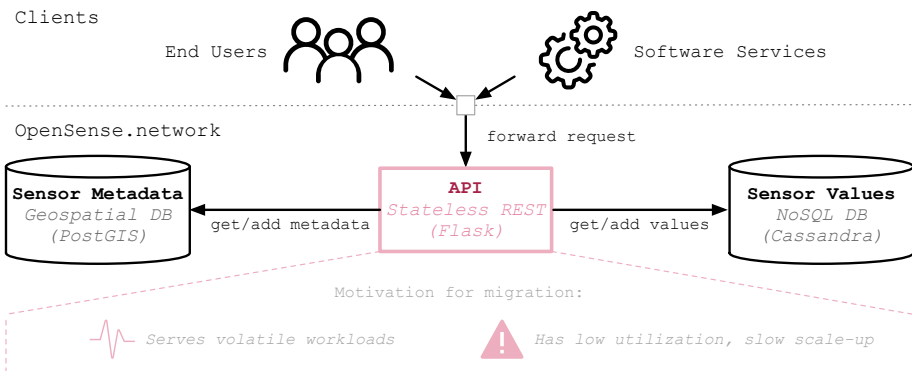 Clients
End Users
Software Services
OpenSense.network
forward request
Sensor Metadata
Geospatial DB
(PostGIS)
get/add metadata
API
Stateless REST
(Flask)
get/add values
Sensor Values
NoSQL DB
(Cassandra)
Motivation for migration:
Serves volatile workloads
Has low utilization, slow scale-up